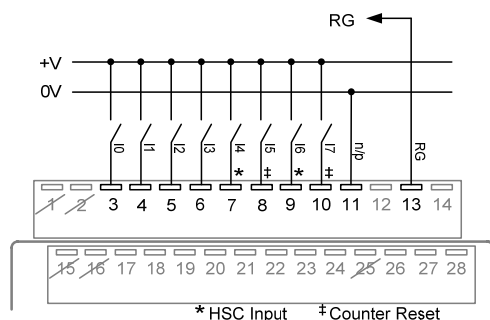 RG
+V
0V
I0 I1 I2 I3 I4 I5 I6 I7 n/p RG
* ‡ * ‡
1 2 3 4 5 6 7 8 9 10 11 12 13 14
15 16 17 18 19 20 21 22 23 24 25 26 27 28
* HSC Input ‡ Counter Reset